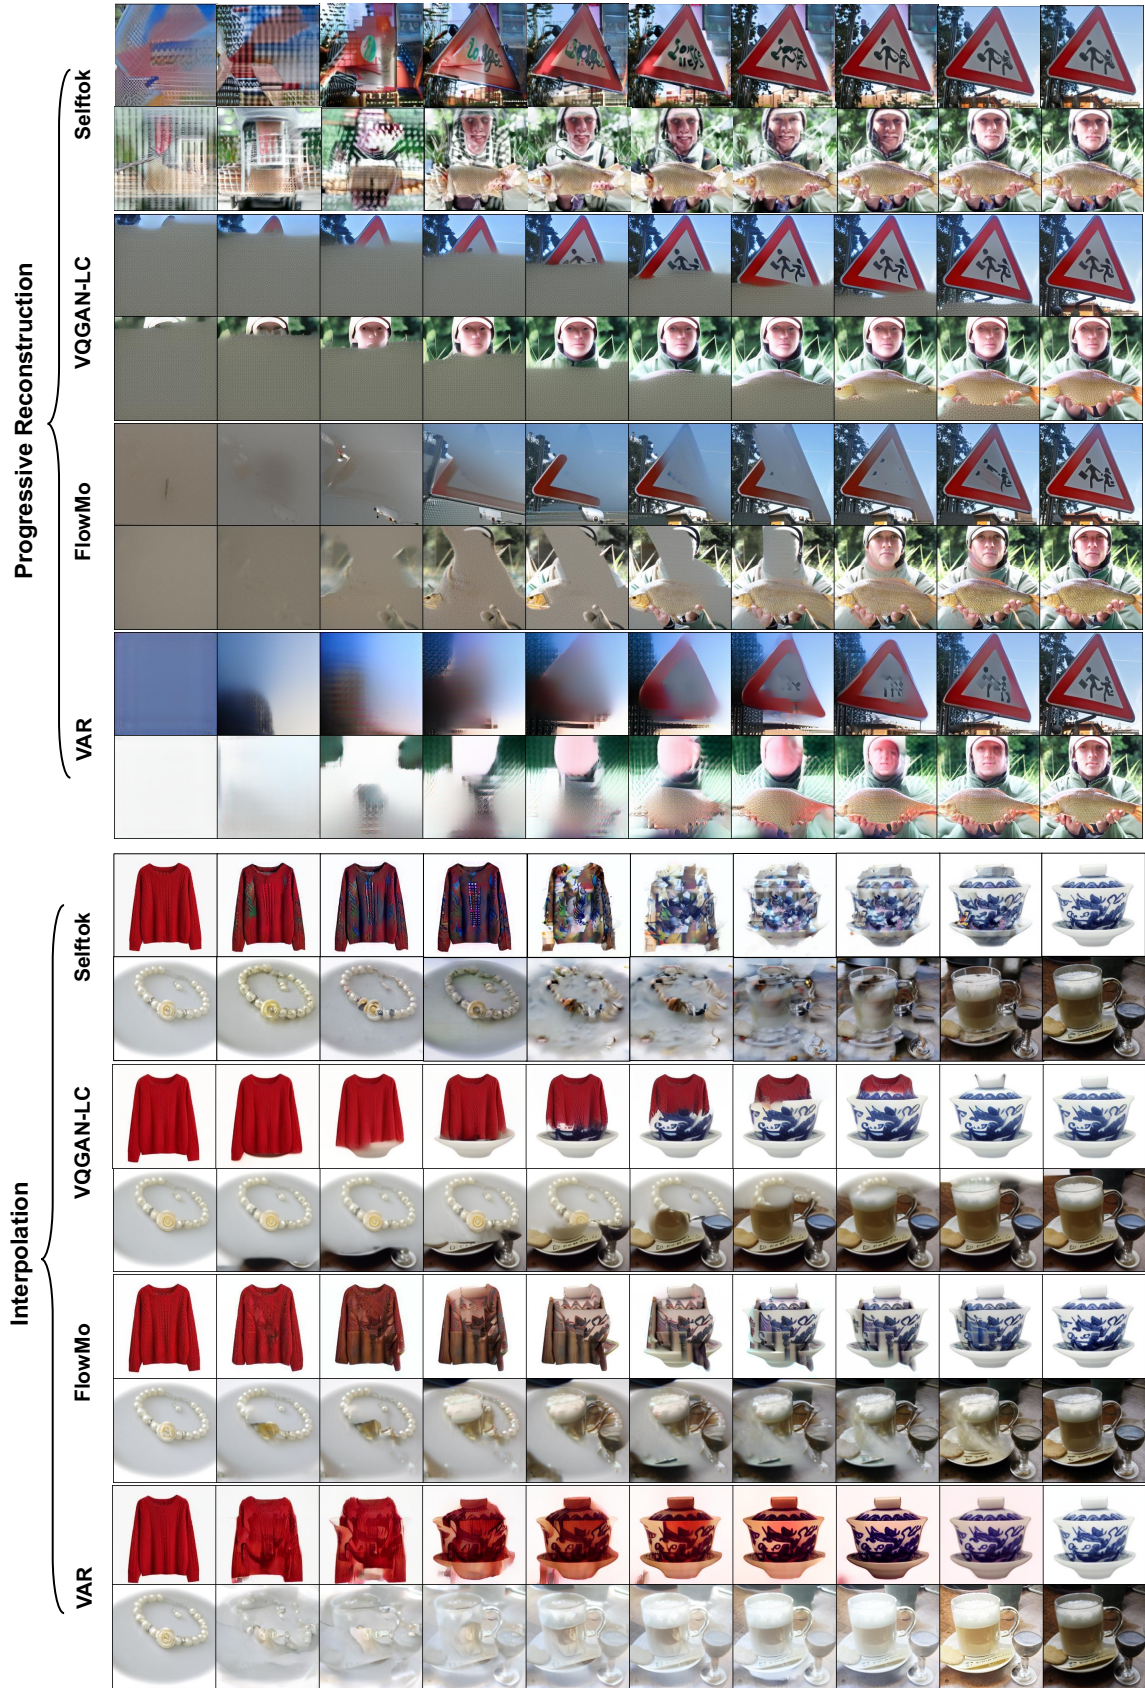 Progressive Reconstruction
Selftok
VQGAN-LC
FlowMo
VAR
Interpolation
Selftok
VQGAN-LC
FlowMo
VAR